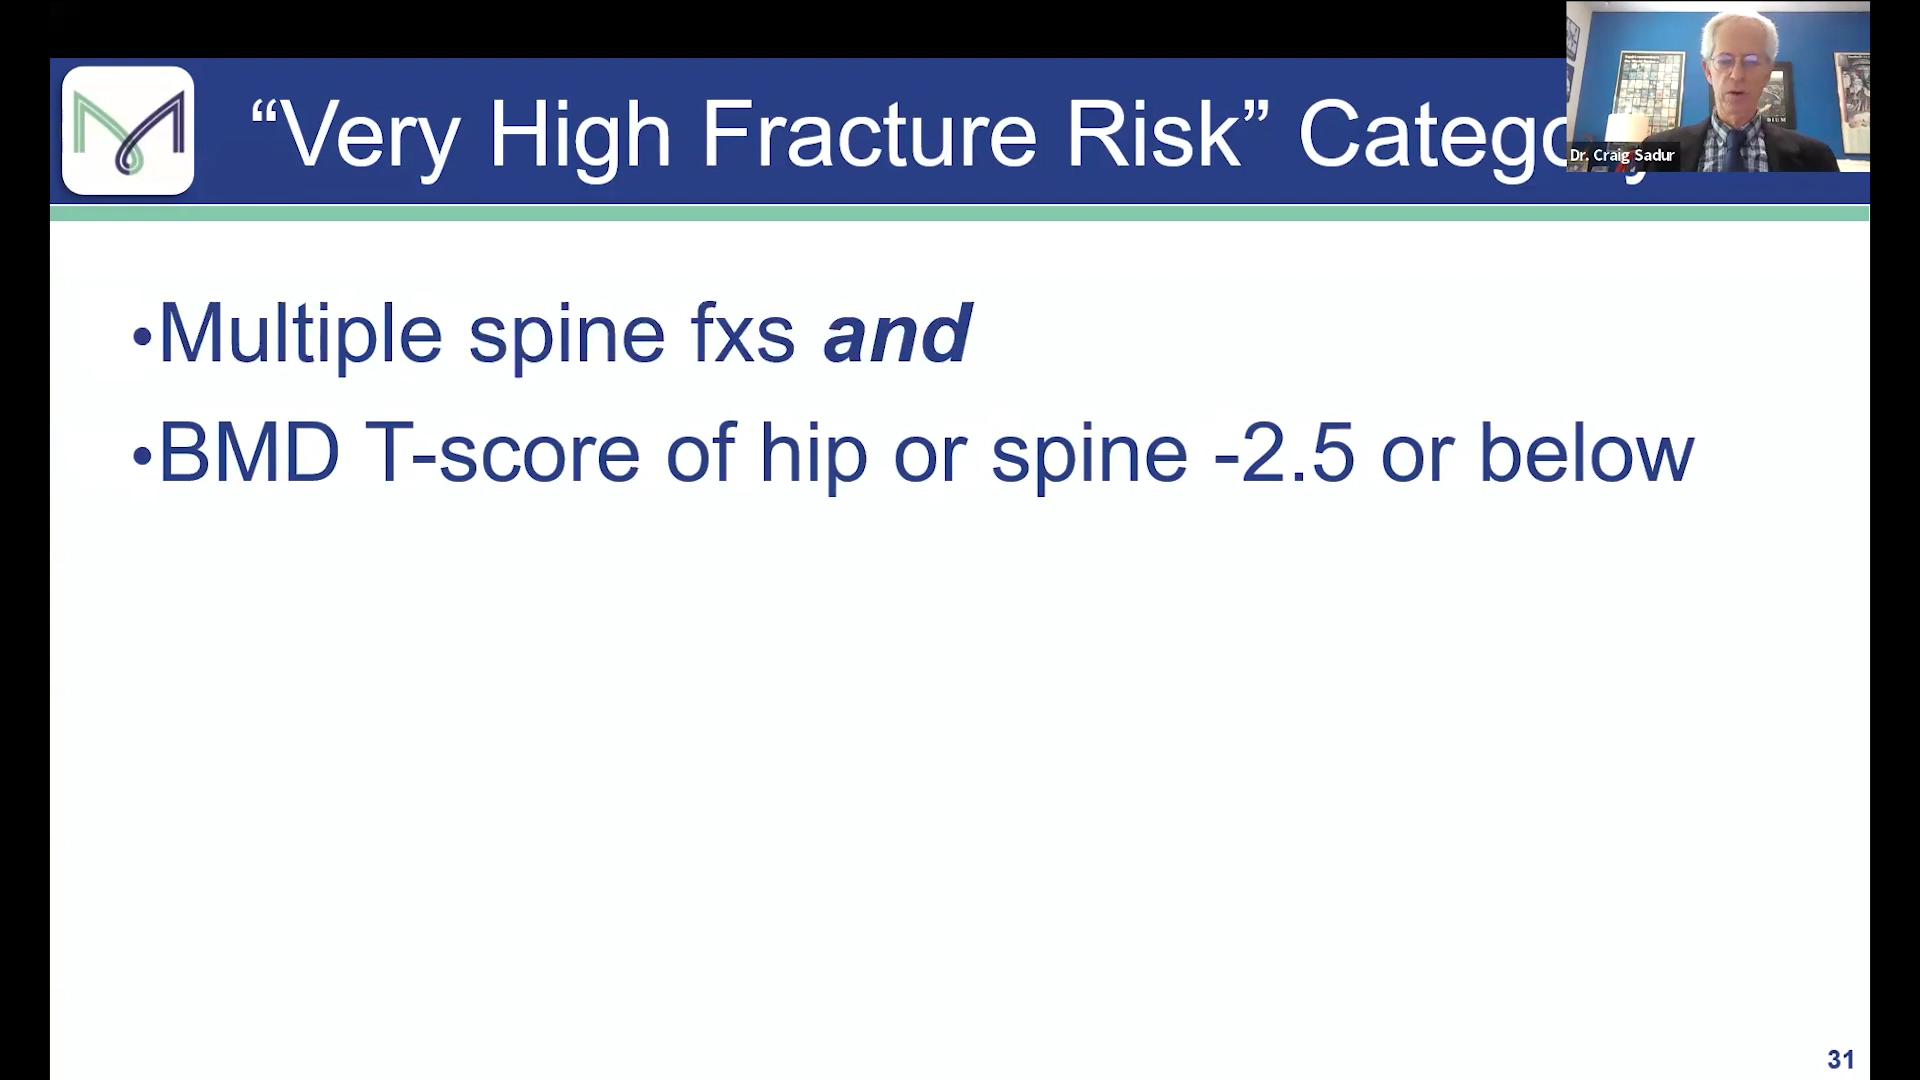 “Very High Fracture Risk” Catego
Dr. Craig Sadur
•Multiple spine fxs and
•BMD T-score of hip or spine -2.5 or below
31